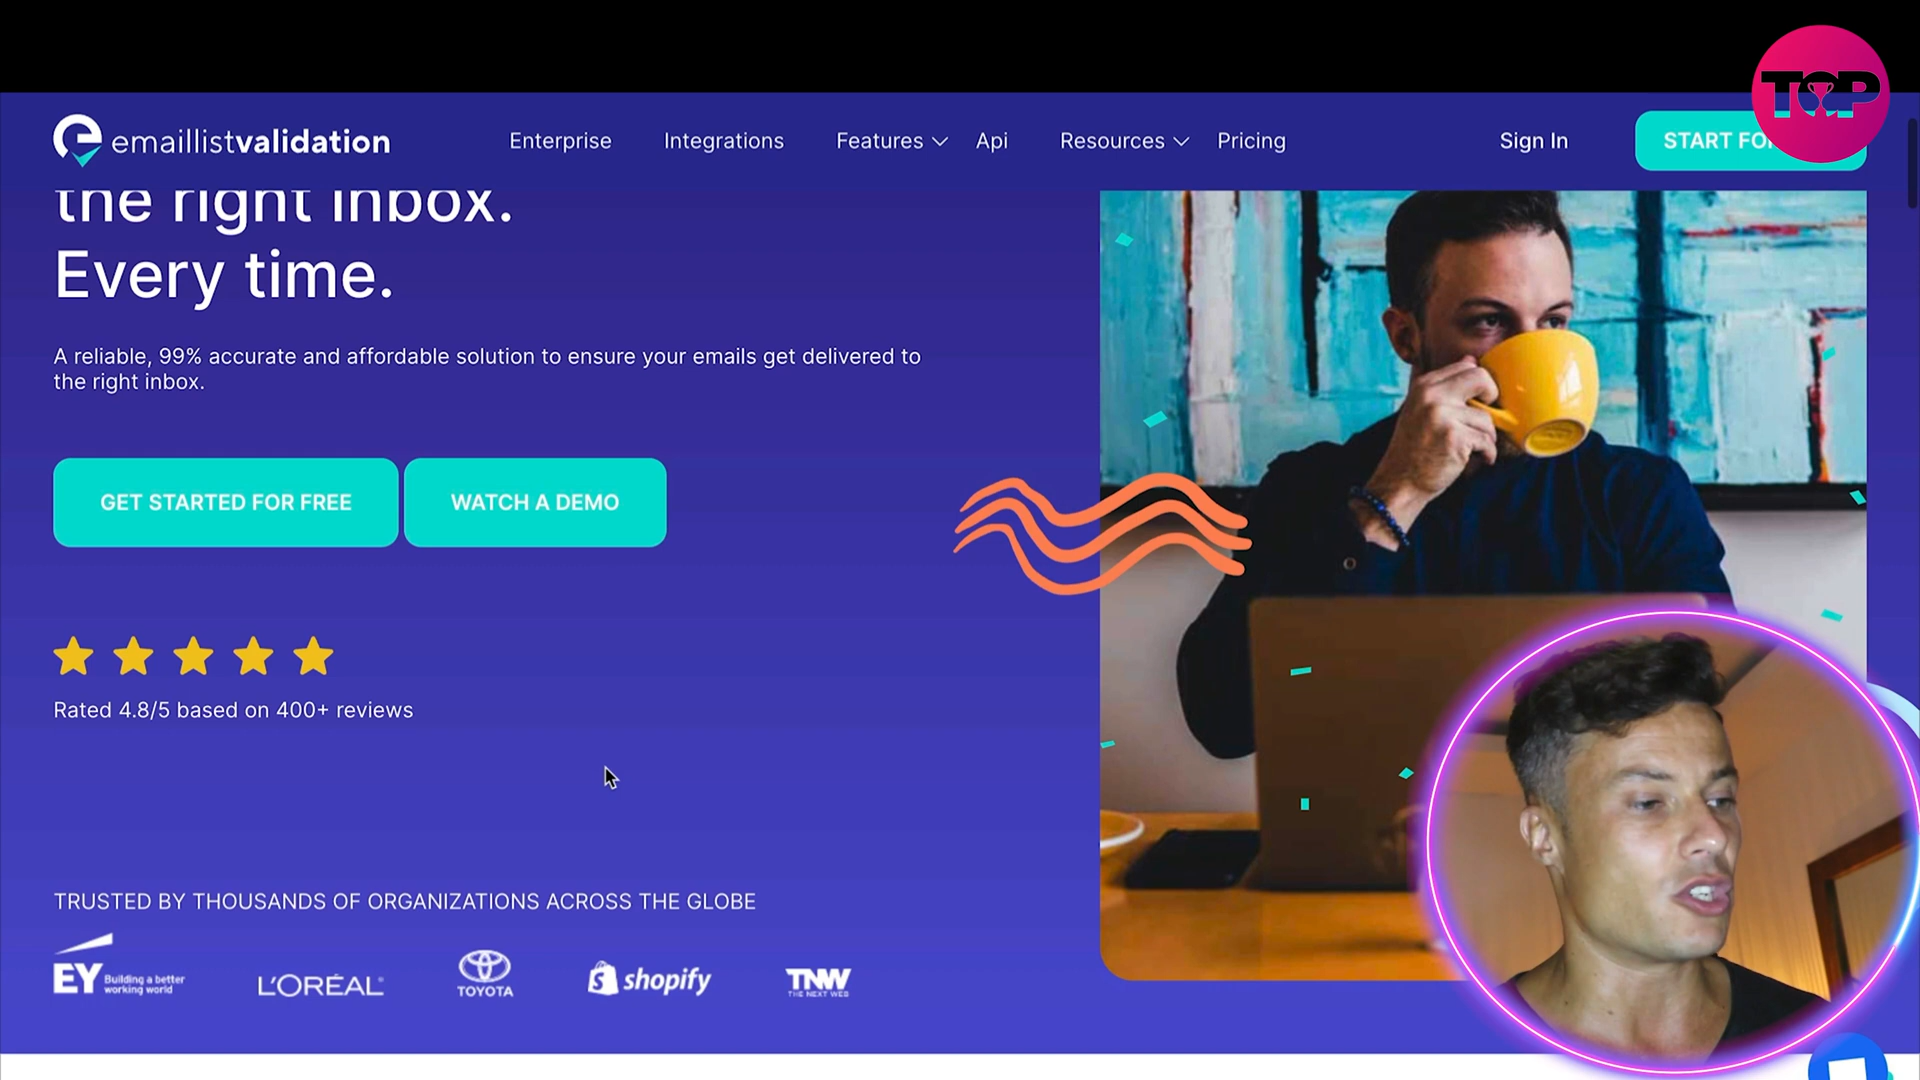 TOP
emaillistvalidation
Enterprise
Integrations
Features
Api
Resources
Pricing
Sign In
START FO
the right inbox.
Every time.
A reliable, 99% accurate and affordable solution to ensure your emails get delivered to
the right inbox.
GET STARTED FOR FREE
WATCH A DEMO
Rated 4.8/5 based on 400+ reviews
TRUSTED BY THOUSANDS OF ORGANIZATIONS ACROSS THE GLOBE
EY Building a better
working world
L'ORÉAL
TOYOTA
shopify
TNW
THE NEXT WEB